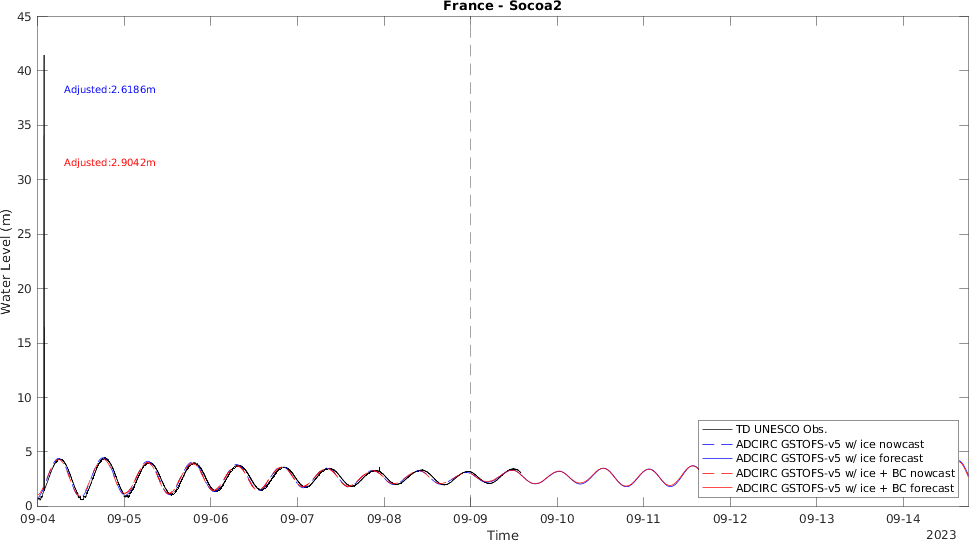 France - Socoa2
45
40
35
30
25
20
15
10
5
0
Water Level (m)
Adjusted:2.6186m
Adjusted:2.9042m
TD UNESCO Obs.
ADCIRC GSTOFS-v5 w/ ice nowcast
ADCIRC GSTOFS-v5 w/ ice forecast
ADCIRC GSTOFS-v5 w/ ice + BC nowcast
ADCIRC GSTOFS-v5 w/ ice + BC forecast
09-04 09-05 09-06 09-07 09-08 09-09 09-10 09-11 09-12 09-13 09-14
Time
2023